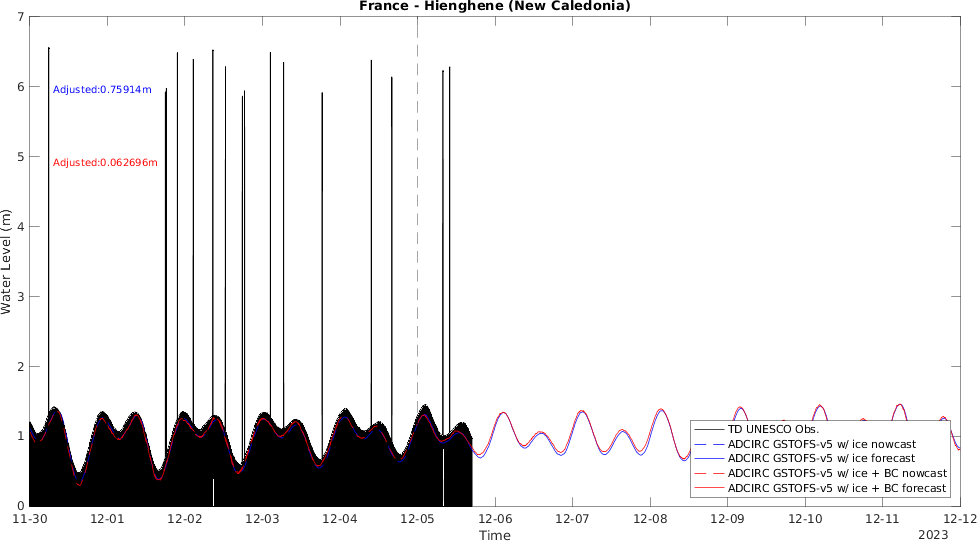 France - Hienghene (New Caledonia)
7
6
5
4
3
2
1
0
Water Level (m)
Adjusted:0.75914m
Adjusted:0.062696m
TD UNESCO Obs.
ADCIRC GSTOFS-v5 w/ ice nowcast
ADCIRC GSTOFS-v5 w/ ice forecast
ADCIRC GSTOFS-v5 w/ ice + BC nowcast
ADCIRC GSTOFS-v5 w/ ice + BC forecast
11-30 12-01 12-02 12-03 12-04 12-05 12-06 12-07 12-08 12-09 12-10 12-11 12-12
Time
2023